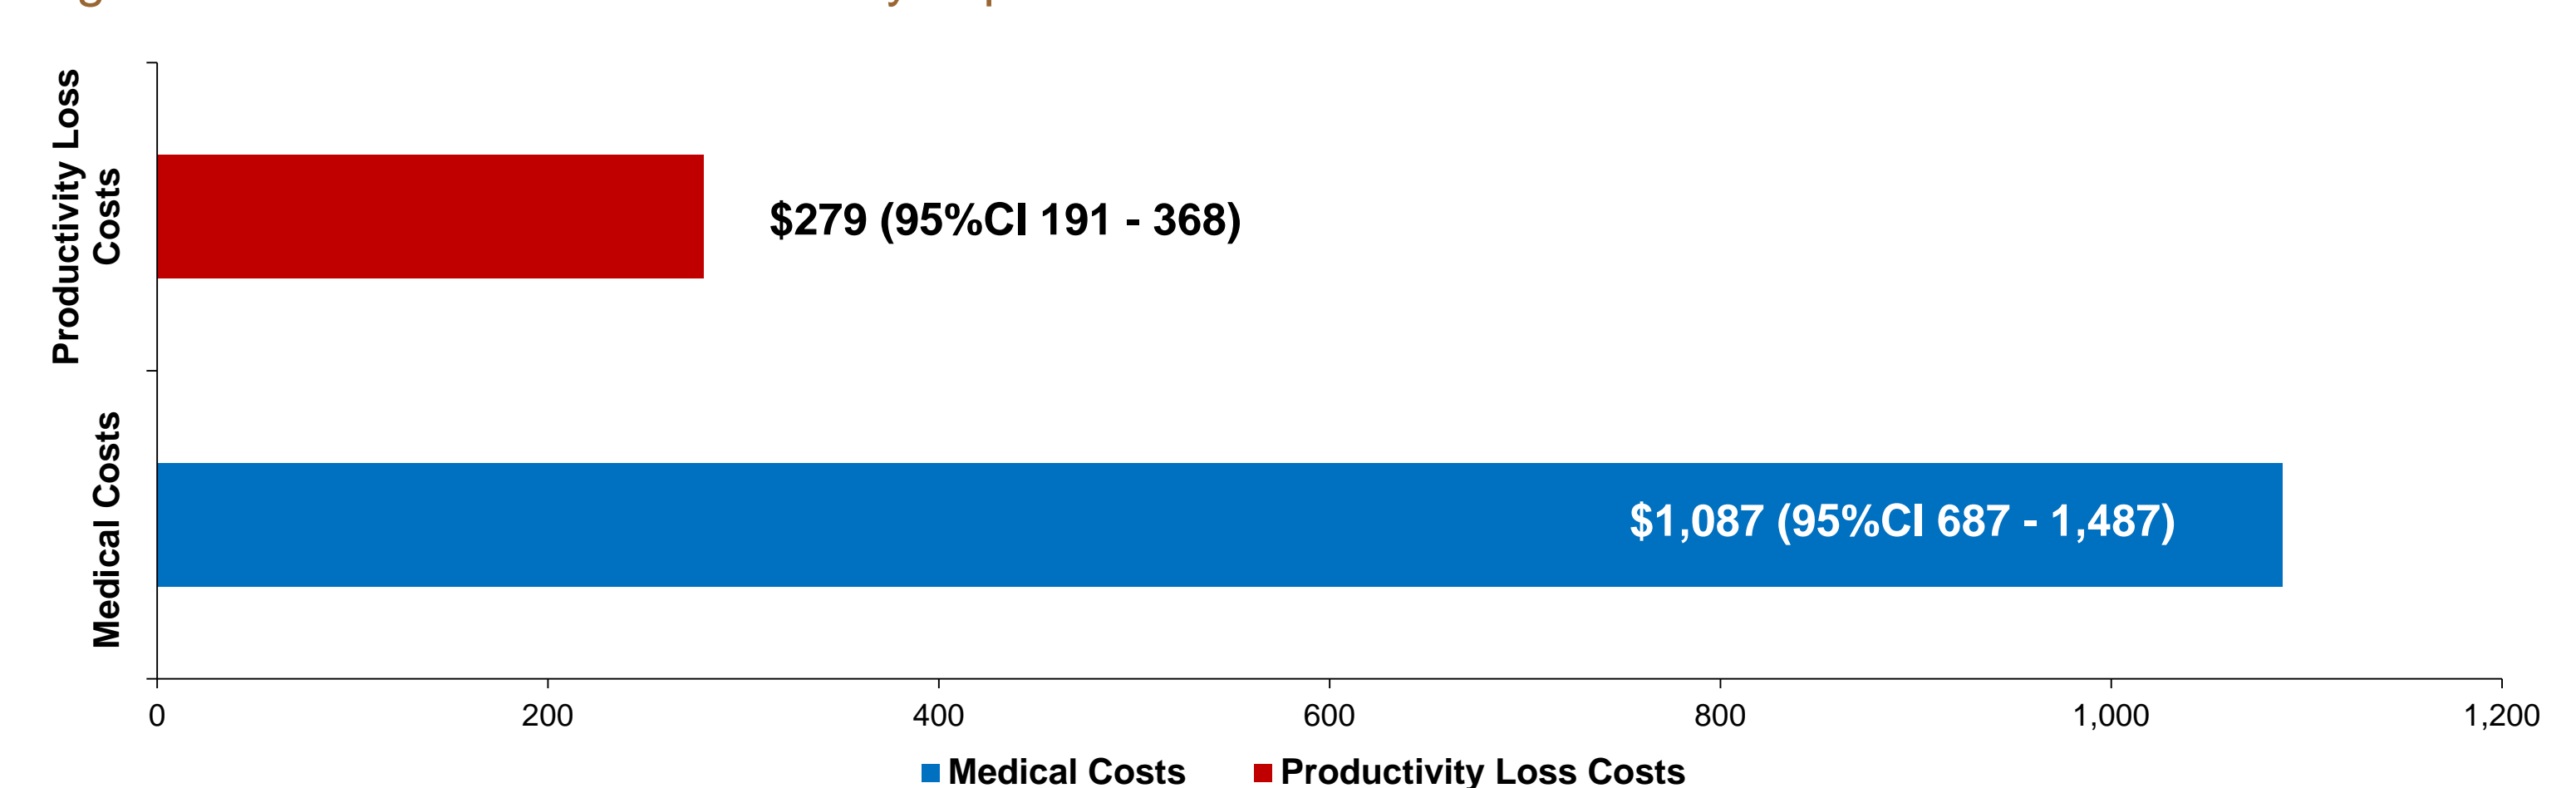 Productivity Loss
Costs
$279 (95%CI 191 - 368)
Medical Costs
$1,087 (95%CI 687 - 1,487)
0 200 400 600 800 1,000 1,200
Medical Costs Productivity Loss Costs